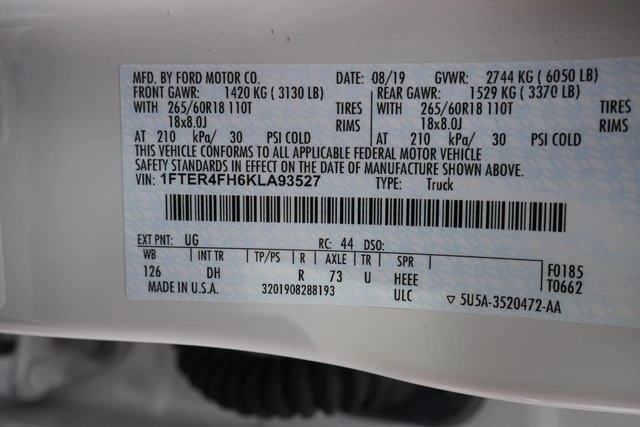 MFD. BY FORD MOTOR CO. DATE: 08/19 GVWR: 2744 KG ( 6050 LB)
FRONT GAWR: 1420 KG ( 3130 LB) REAR GAWR: 1529 KG ( 3370 LB)
WITH 265/60R18 110T TIRES WITH 265/60R18 110T TIRES
18x8.0J RIMS 18x8.0J RIMS
AT 210 kPa/ 30 PSI COLD AT 210 kPa/ 30 PSI COLD
THIS VEHICLE CONFORMS TO ALL APPLICABLE FEDERAL MOTOR VEHICLE
SAFETY STANDARDS IN EFFECT ON THE DATE OF MANUFACTURE SHOWN ABOVE.
VIN: 1FTER4FH6KLA93527 TYPE: Truck
EXT PNT: UG RC: 44 DSO:
WB INT TR TP/PS R AXLE TR SPR
126 DH R 73 U HEEE F0185
ULC T0662
MADE IN U.S.A. 3201908288193 ▽ 5U5A-3520472-AA